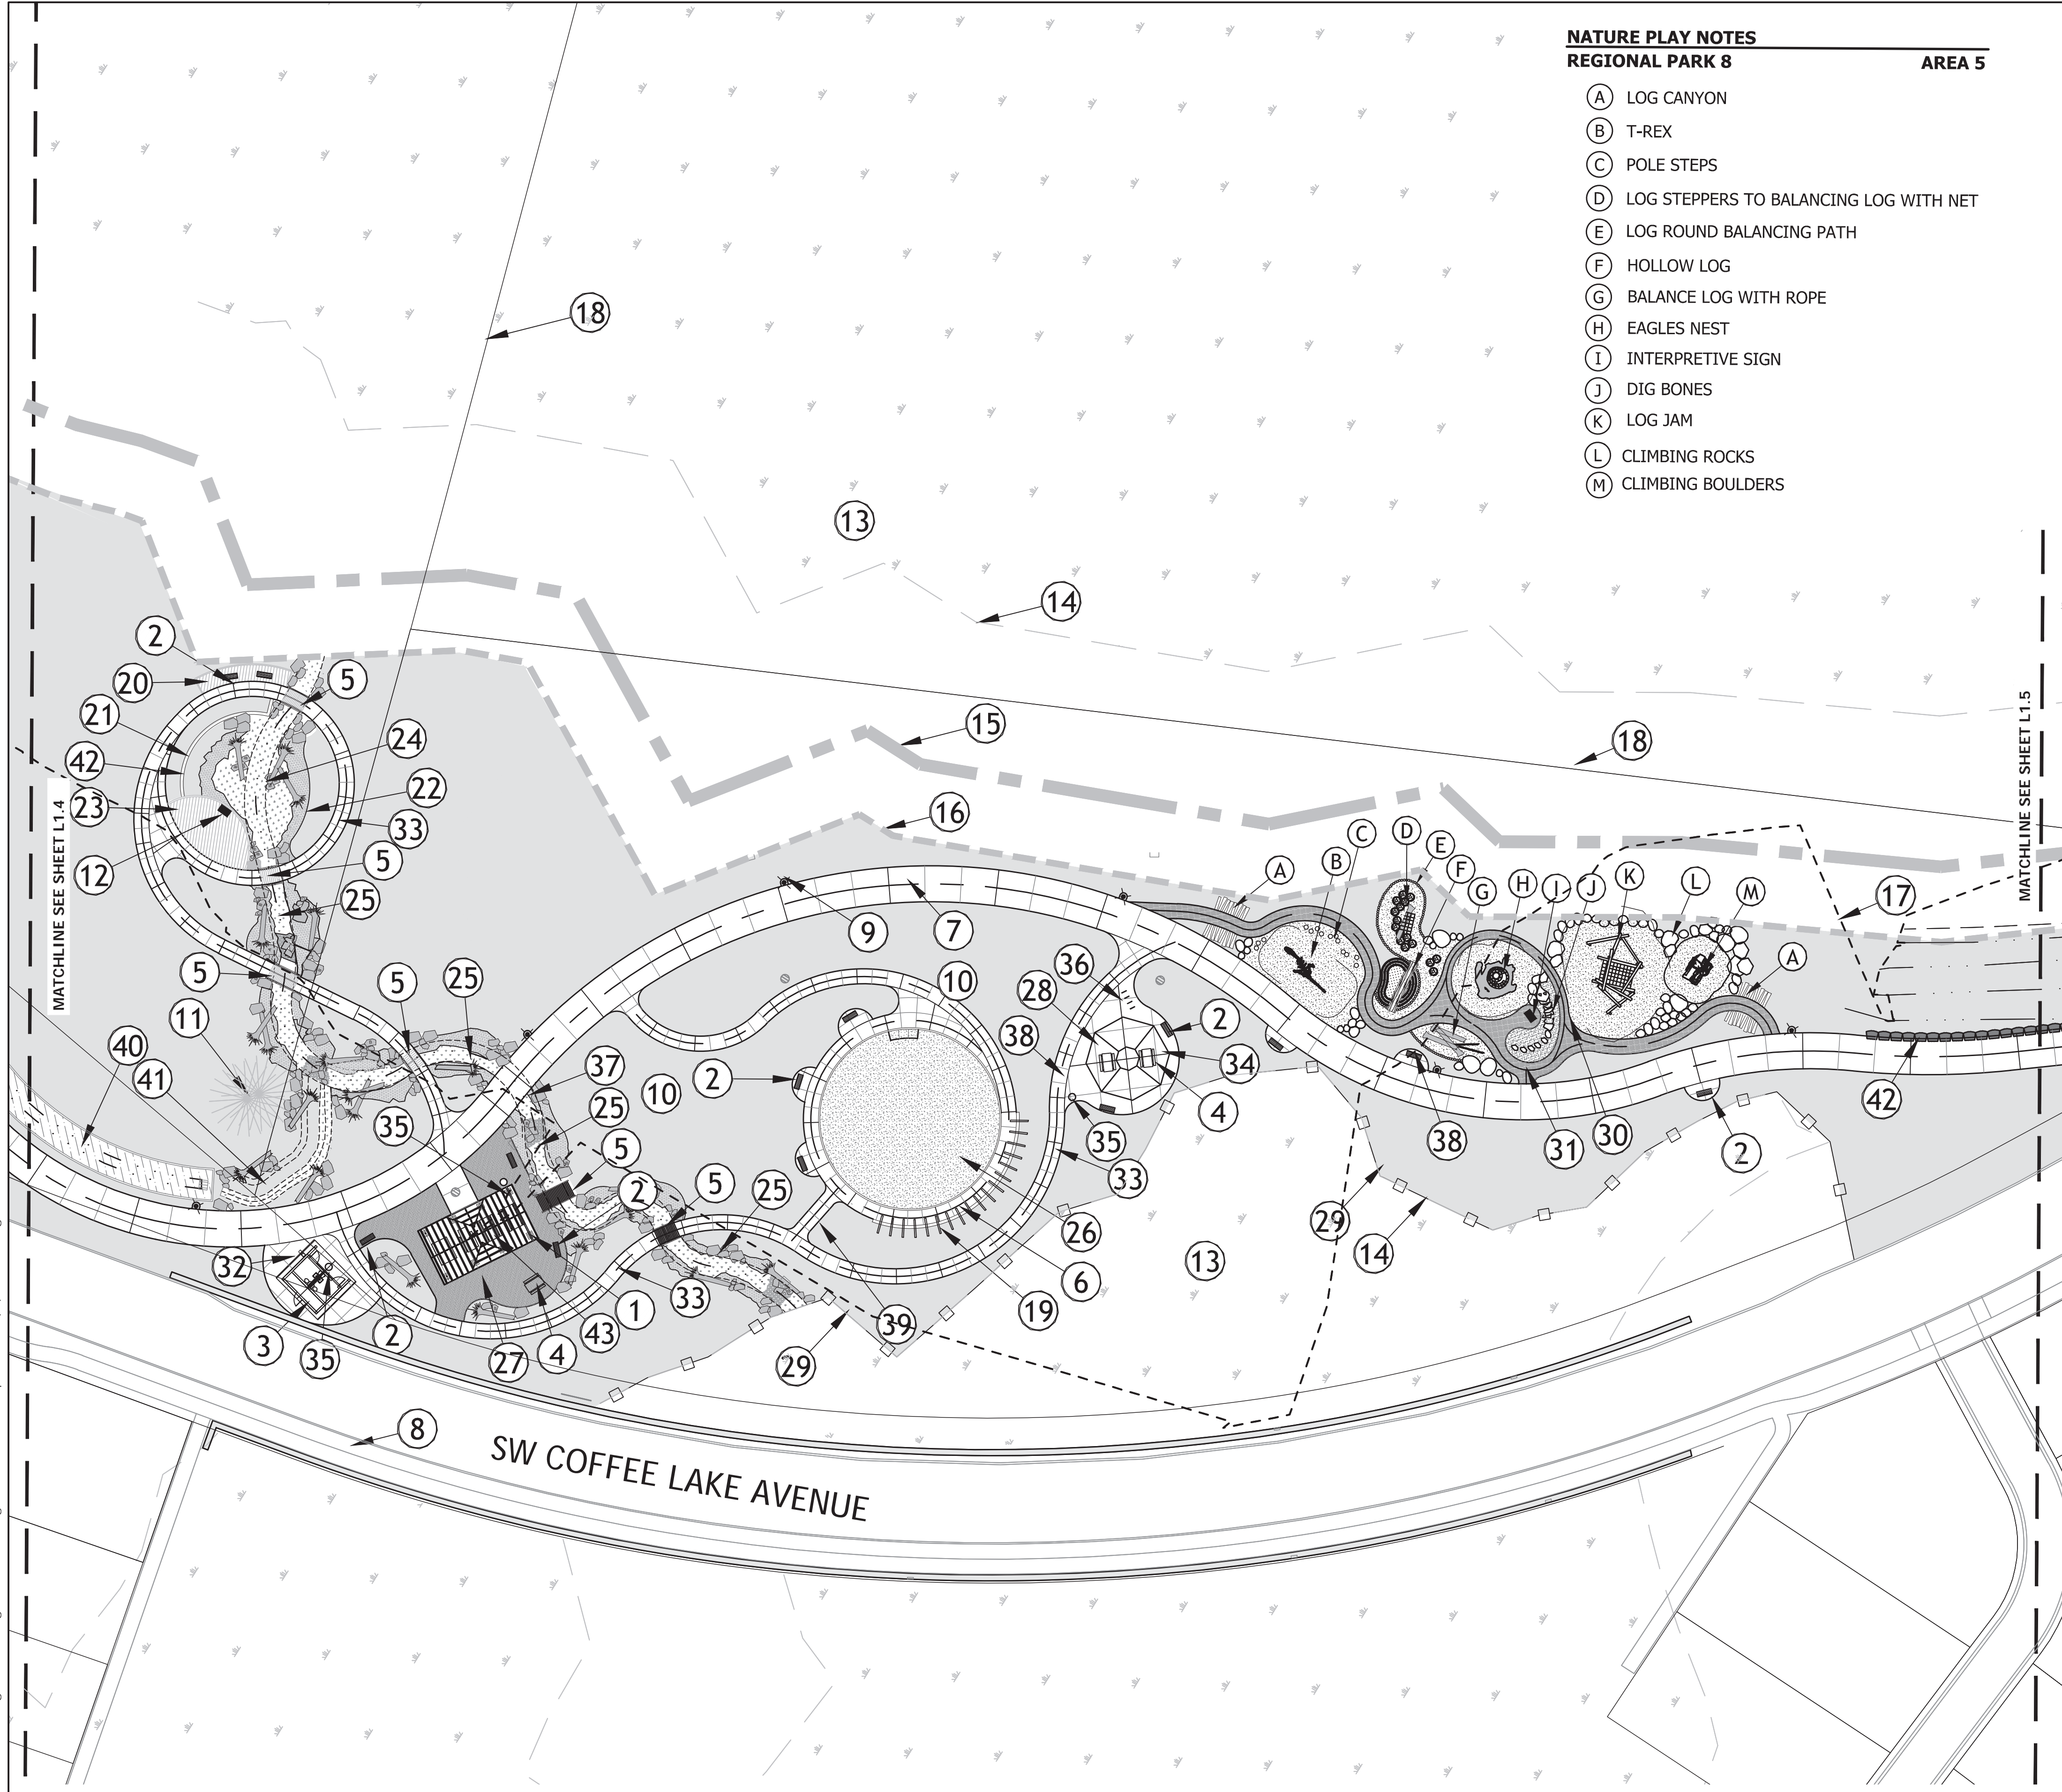 NATURE PLAY NOTES
REGIONAL PARK 8 AREA 5
A LOG CANYON
B T-REX
C POLE STEPS
D LOG STEPPERS TO BALANCING LOG WITH NET
E LOG ROUND BALANCING PATH
F HOLLOW LOG
G BALANCE LOG WITH ROPE
H EAGLES NEST
I INTERPRETIVE SIGN
J DIG BONES
K LOG JAM
L CLIMBING ROCKS
M CLIMBING BOULDERS
18
13
14
2
20
5
21
15
24
18
42
22
23
16
33
C
D
E
B
5
A
F
12
G
H
I
J
K
L
M
17
25
9
7
A
5
5
25
10
36
28
11
2
38
40
37
34
41
2
10
25
4
42
35
5
35
38
31
30
2
33
2
5
25
29
26
14
32
13
6
33
1
19
39
3
2
43
35
27
4
29
8
SW COFFEE LAKE AVENUE
MATCHLINE SEE SHEET L1.4
MATCHLINE SEE SHEET L1.5